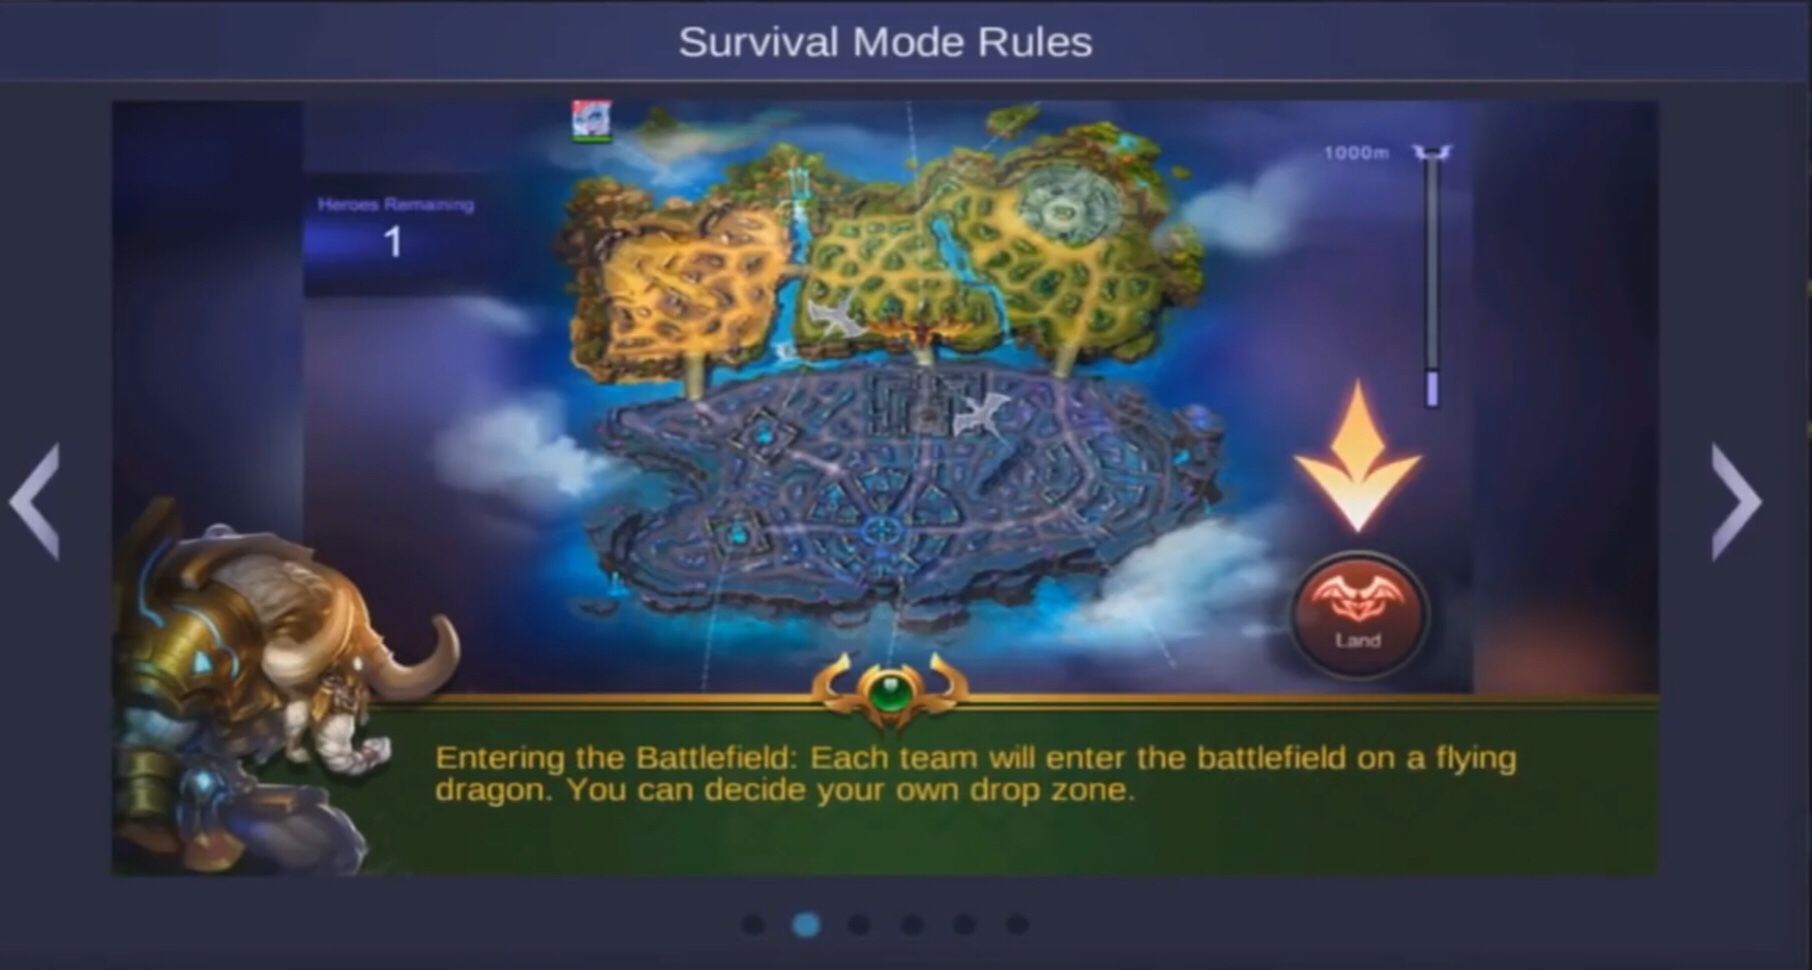 Survival Mode Rules
1000m
Heroes Remaining
1
Land
Entering the Battlefield: Each team will enter the battlefield on a flying
dragon. You can decide your own drop zone.